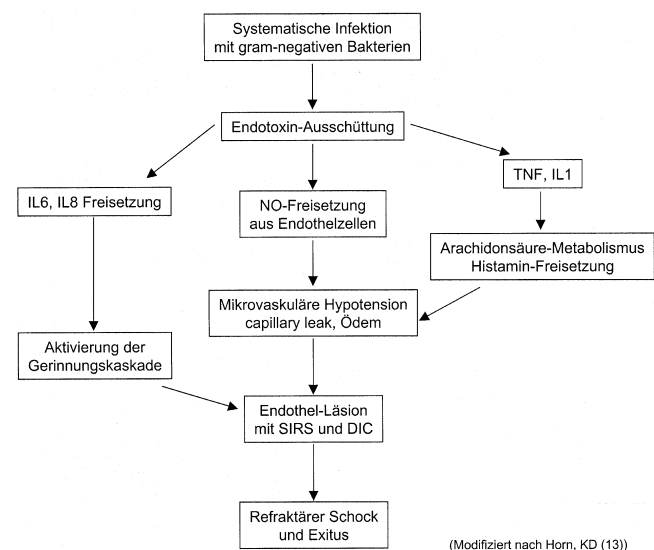 Systematische Infektion
mit gram-negativen Bakterien
Endotoxin-Ausschüttung
IL6, IL8 Freisetzung
NO-Freisetzung
aus Endothelzellen
TNF, IL1
Arachidonsäure-Metabolismus
Histamin-Freisetzung
Mikrovaskuläre Hypotension
capillary leak, Ödem
Aktivierung der
Gerinnungskaskade
Endothel-Läsion
mit SIRS und DIC
Refraktärer Schock
und Exitus
(Modifiziert nach Horn, KD (13))